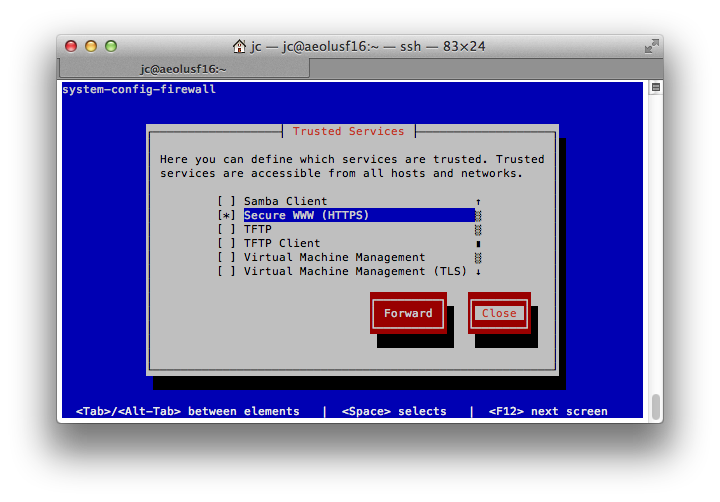 jc — jc@aeolusf16:~ — ssh — 83×24
jc@aeolusf16:~
system-config-firewall
Trusted Services
Here you can define which services are trusted. Trusted
services are accessible from all hosts and networks.
[ ] Samba Client ↑
[*] Secure WWW (HTTPS)
[ ] TFTP
[ ] TFTP Client
[ ] Virtual Machine Management
[ ] Virtual Machine Management (TLS) ↓
Forward Close
<Tab>/<Alt-Tab> between elements | <Space> selects | <F12> next screen